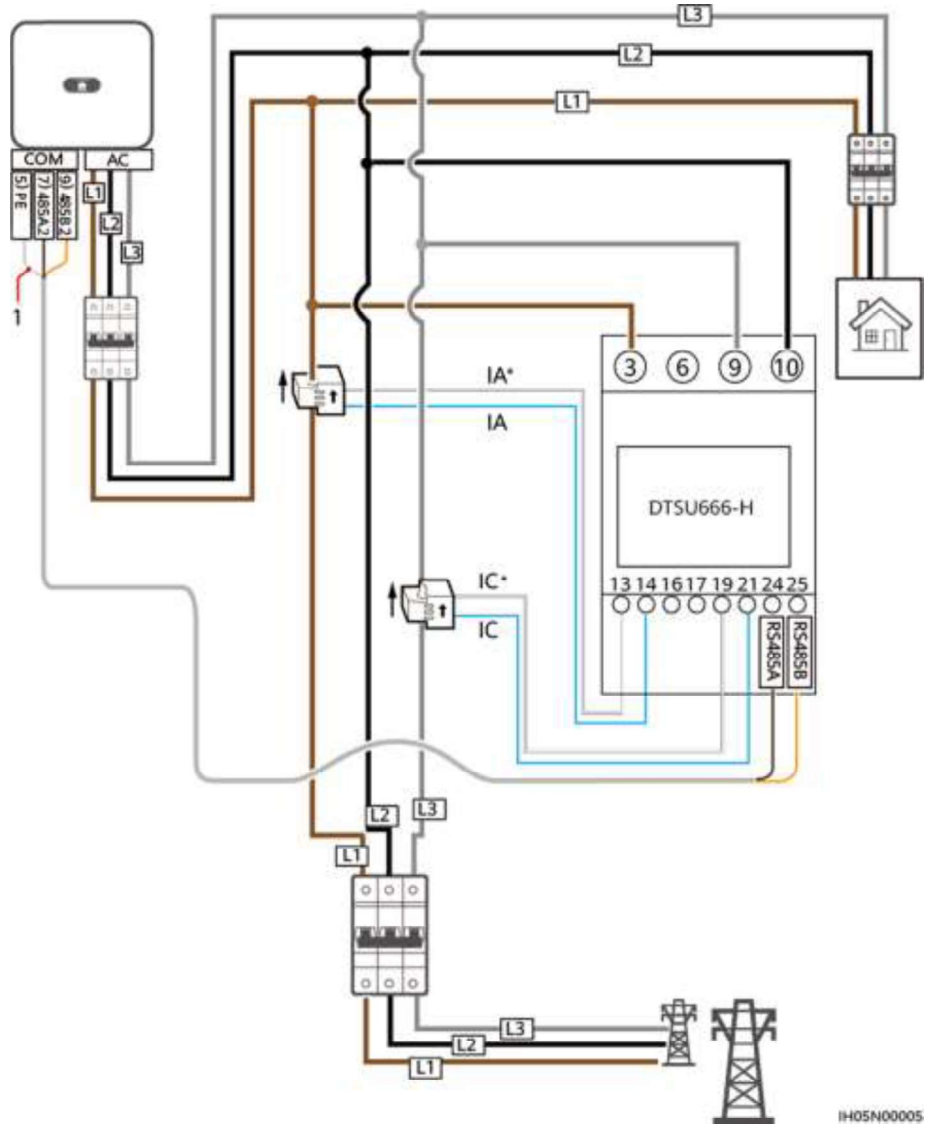 L3
L2
L1
COM
AC
5) PE
7) 485A2
9) 485B2
L1
L2
L3
1
3
6
9
10
IA*
IA
DTSU666-H
IC*
IC
13 14 16 17 19 21 24 25
RS485A
RS485B
L2
L3
L1
L3
L2
L1
IH05N00005